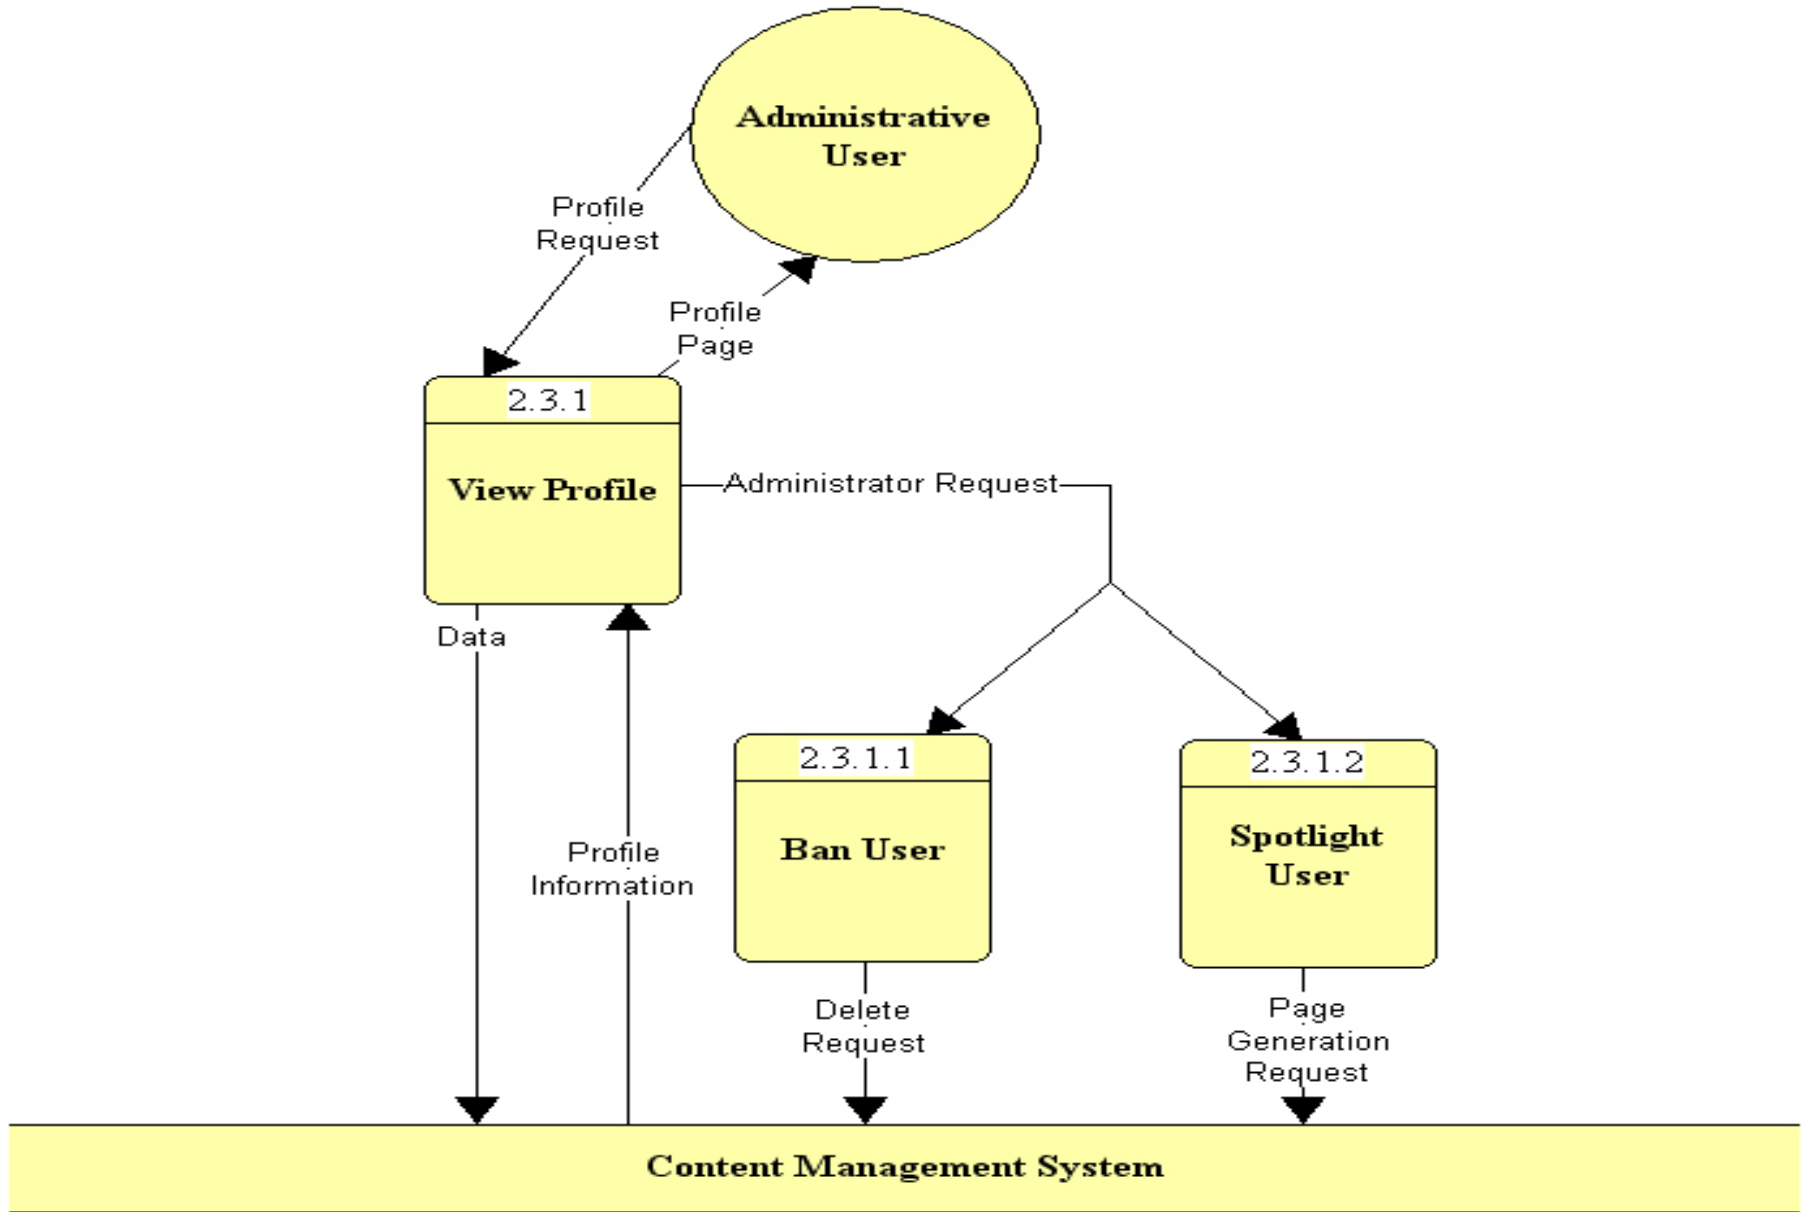 Administrative
User
Profile
Request
Profile
Page
2.3.1
View Profile
Administrator Request
Data
2.3.1.1
Ban User
2.3.1.2
Spotlight
User
Profile
Information
Delete
Request
Page
Generation
Request
Content Management System